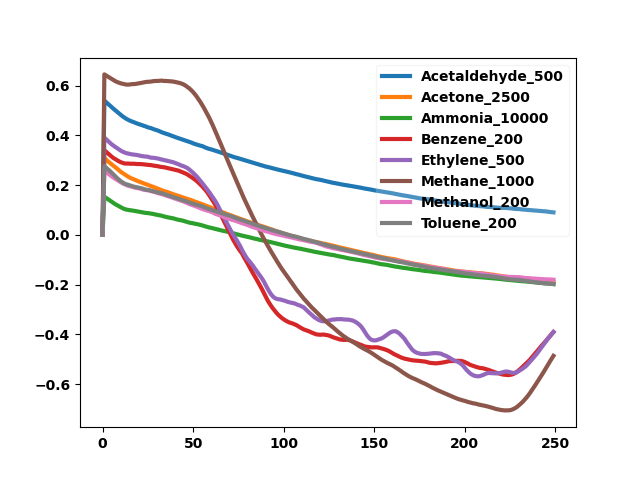 0.6
0.4
0.2
0.0
−0.2
−0.4
−0.6
0 50 100 150 200 250
Acetaldehyde_500
Acetone_2500
Ammonia_10000
Benzene_200
Ethylene_500
Methane_1000
Methanol_200
Toluene_200